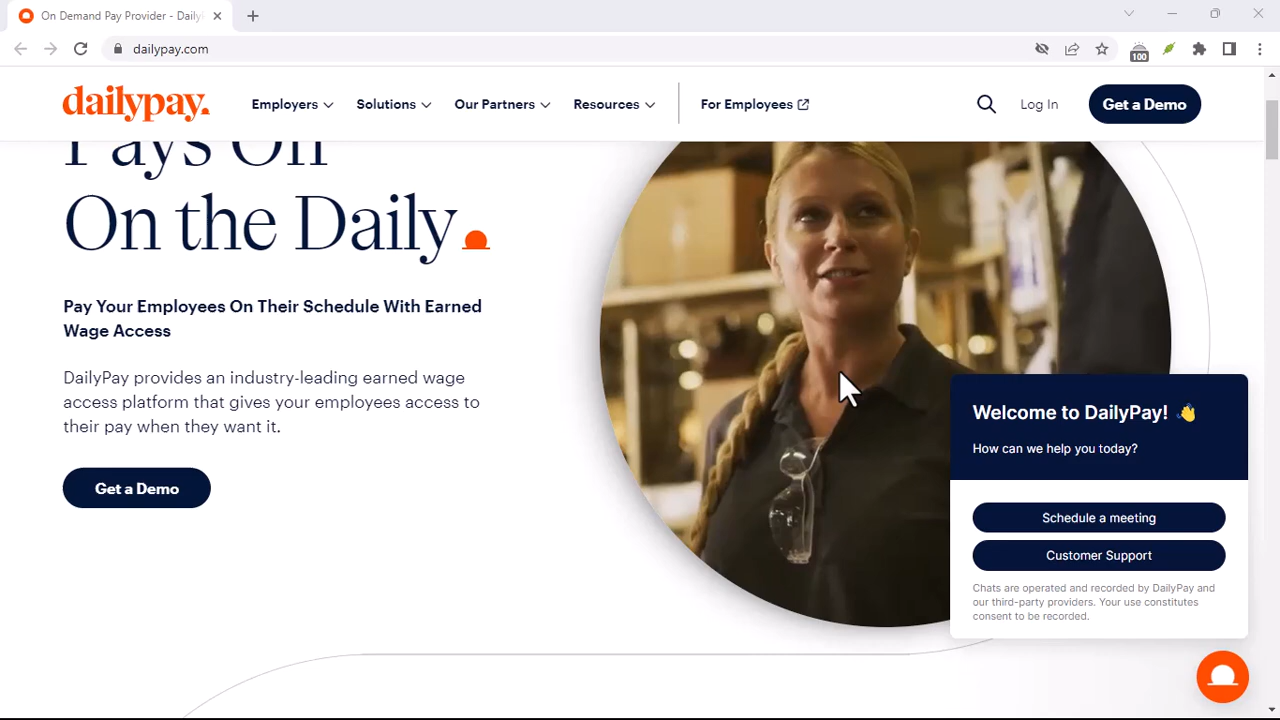 On Demand Pay Provider - Daily
dailypay.com
100
dailypay.
Employers
Solutions
Our Partners
Resources
For Employees
Log In
Get a Demo
Pays On
On the Daily
Pay Your Employees On Their Schedule With Earned
Wage Access
DailyPay provides an industry-leading earned wage
access platform that gives your employees access to
their pay when they want it.
Get a Demo
Welcome to DailyPay! 👋
How can we help you today?
Schedule a meeting
Customer Support
Chats are operated and recorded by DailyPay and
our third-party providers. Your use constitutes
consent to be recorded.